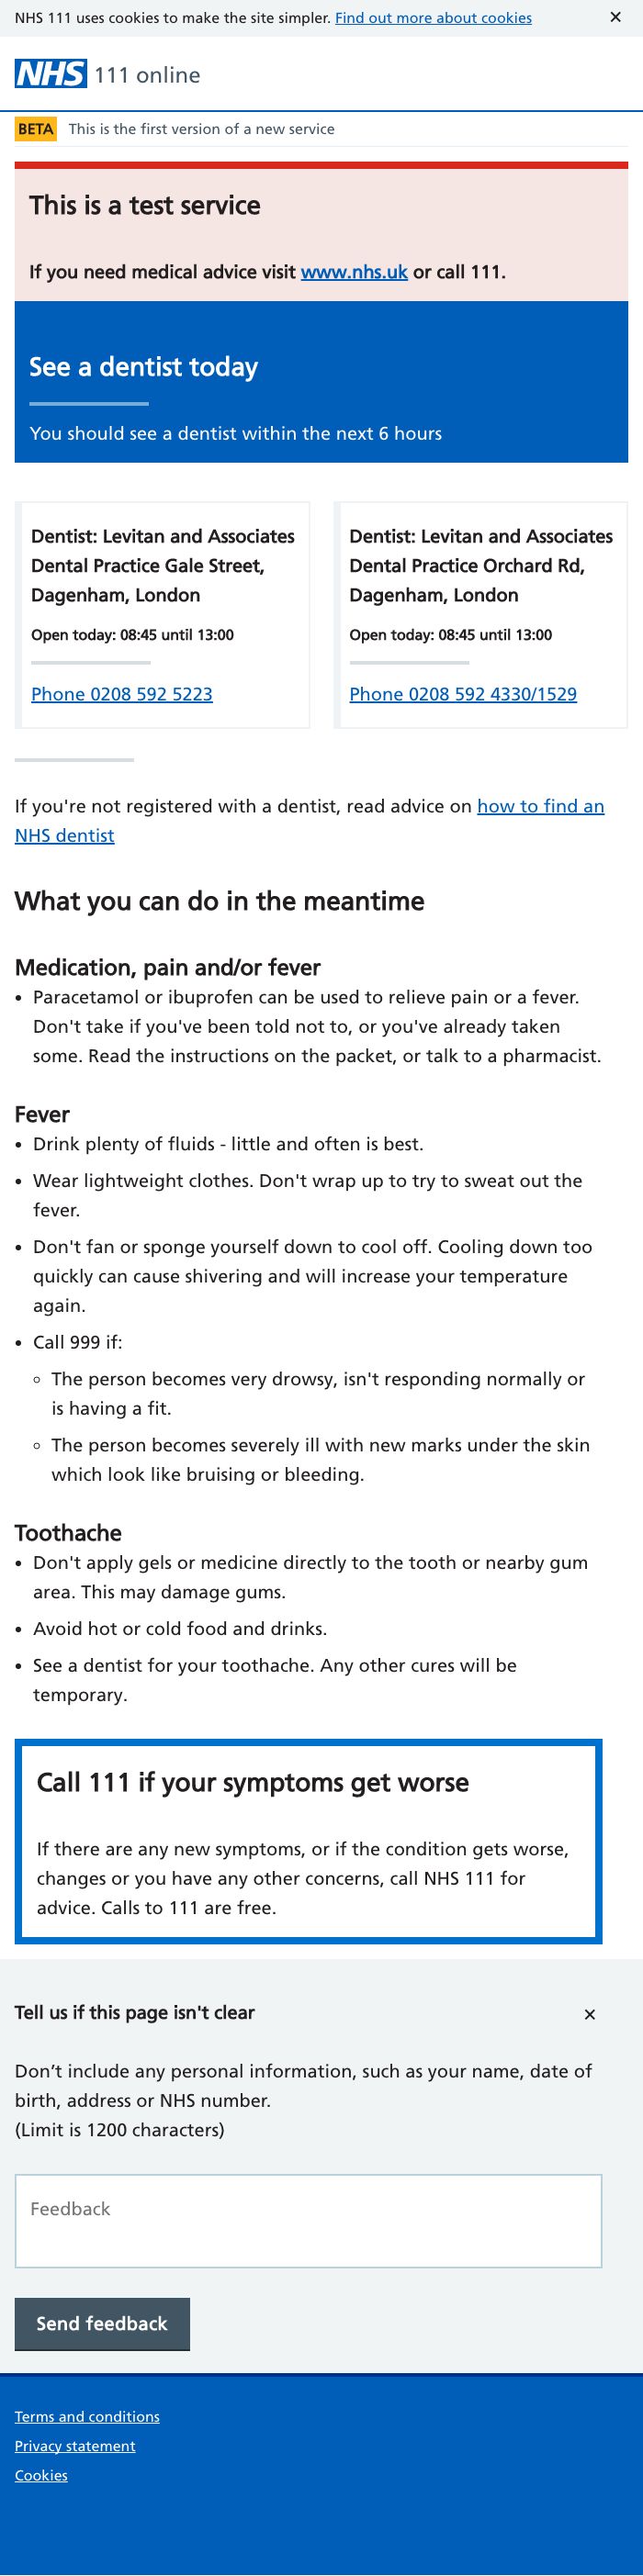 NHS 111 uses cookies to make the site simpler. Find out more about cookies ✕
NHS 111 online
BETA This is the first version of a new service
This is a test service
If you need medical advice visit www.nhs.uk or call 111.
See a dentist today
You should see a dentist within the next 6 hours
Dentist: Levitan and Associates
Dental Practice Gale Street,
Dagenham, London
Open today: 08:45 until 13:00
Phone 0208 592 5223
Dentist: Levitan and Associates
Dental Practice Orchard Rd,
Dagenham, London
Open today: 08:45 until 13:00
Phone 0208 592 4330/1529
If you're not registered with a dentist, read advice on how to find an
NHS dentist
What you can do in the meantime
Medication, pain and/or fever
• Paracetamol or ibuprofen can be used to relieve pain or a fever.
Don't take if you've been told not to, or you've already taken
some. Read the instructions on the packet, or talk to a pharmacist.
Fever
• Drink plenty of fluids - little and often is best.
• Wear lightweight clothes. Don't wrap up to try to sweat out the
fever.
• Don't fan or sponge yourself down to cool off. Cooling down too
quickly can cause shivering and will increase your temperature
again.
• Call 999 if:
◦ The person becomes very drowsy, isn't responding normally or
is having a fit.
◦ The person becomes severely ill with new marks under the skin
which look like bruising or bleeding.
Toothache
• Don't apply gels or medicine directly to the tooth or nearby gum
area. This may damage gums.
• Avoid hot or cold food and drinks.
• See a dentist for your toothache. Any other cures will be
temporary.
Call 111 if your symptoms get worse
If there are any new symptoms, or if the condition gets worse,
changes or you have any other concerns, call NHS 111 for
advice. Calls to 111 are free.
Tell us if this page isn't clear ✕
Don’t include any personal information, such as your name, date of
birth, address or NHS number.
(Limit is 1200 characters)
Feedback
Send feedback
Terms and conditions
Privacy statement
Cookies